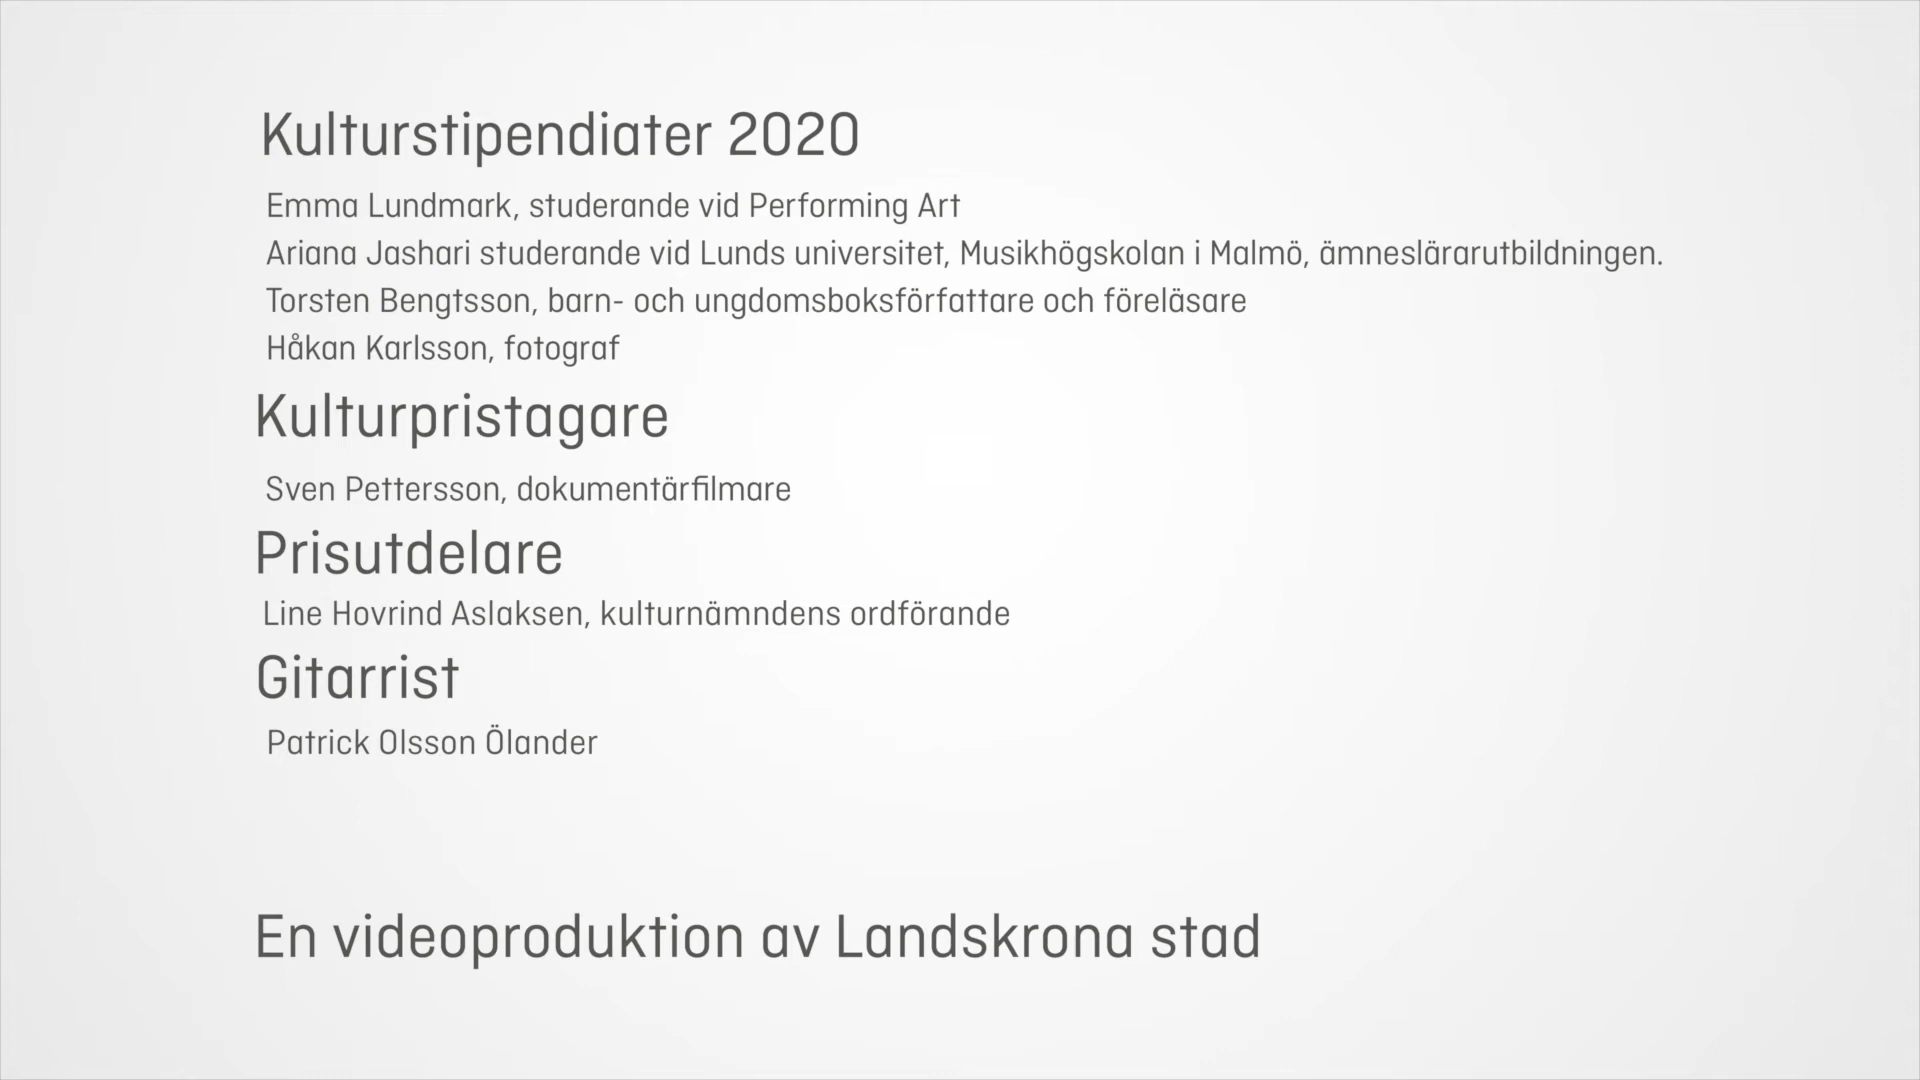 Kulturstipendiater 2020
Emma Lundmark, studerande vid Performing Art
Ariana Jashari studerande vid Lunds universitet, Musikhögskolan i Malmö, ämneslärarutbildningen.
Torsten Bengtsson, barn- och ungdomsboksförfattare och föreläsare
Håkan Karlsson, fotograf
Kulturpristagare
Sven Pettersson, dokumentärfilmare
Prisutdelare
Line Hovrind Aslaksen, kulturnämndens ordförande
Gitarrist
Patrick Olsson Ölander
En videoproduktion av Landskrona stad